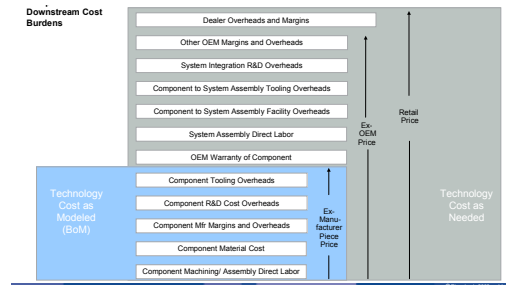 Downstream Cost
Burdens
Dealer Overheads and Margins
Other OEM Margins and Overheads
System Integration R&D Overheads
Component to System Assembly Tooling Overheads
Component to System Assembly Facility Overheads
System Assembly Direct Labor
OEM Warranty of Component
Component Tooling Overheads
Component R&D Cost Overheads
Component Mfr Margins and Overheads
Component Material Cost
Component Machining/ Assembly Direct Labor
Technology
Cost as
Modeled
(BoM)
Ex-
Manu-
facturer
Piece
Price
Ex-
OEM
Price
Retail
Price
Technology
Cost as
Needed